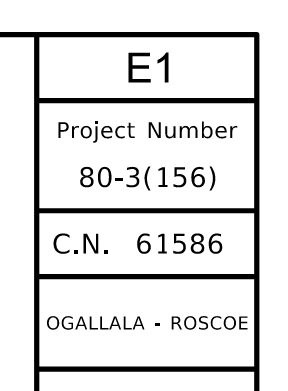 E1
Project Number
80-3(156)
C.N. 61586
OGALLALA - ROSCOE